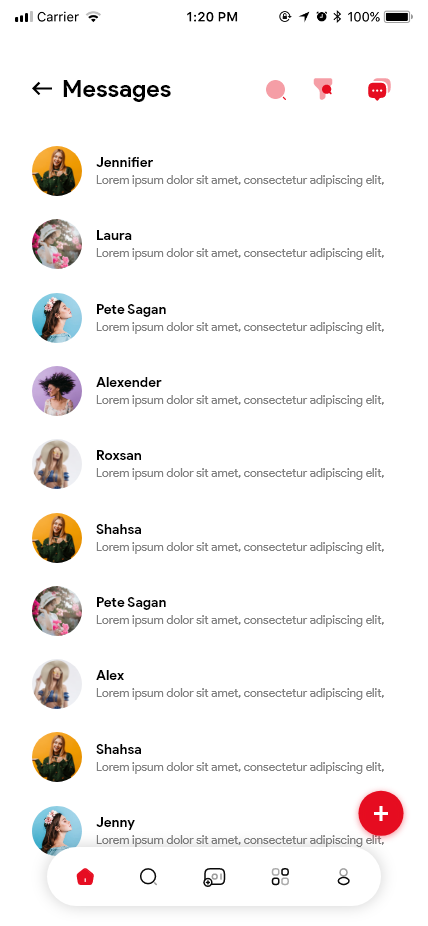 Carrier 1:20 PM 100%
Messages
Jennifier
Lorem ipsum dolor sit amet, consectetur adipiscing elit,
Laura
Lorem ipsum dolor sit amet, consectetur adipiscing elit,
Pete Sagan
Lorem ipsum dolor sit amet, consectetur adipiscing elit,
Alexender
Lorem ipsum dolor sit amet, consectetur adipiscing elit,
Roxsan
Lorem ipsum dolor sit amet, consectetur adipiscing elit,
Shahsa
Lorem ipsum dolor sit amet, consectetur adipiscing elit,
Pete Sagan
Lorem ipsum dolor sit amet, consectetur adipiscing elit,
Alex
Lorem ipsum dolor sit amet, consectetur adipiscing elit,
Shahsa
Lorem ipsum dolor sit amet, consectetur adipiscing elit,
Jenny
Lorem ipsum dolor sit amet, consectetur adipiscing elit,